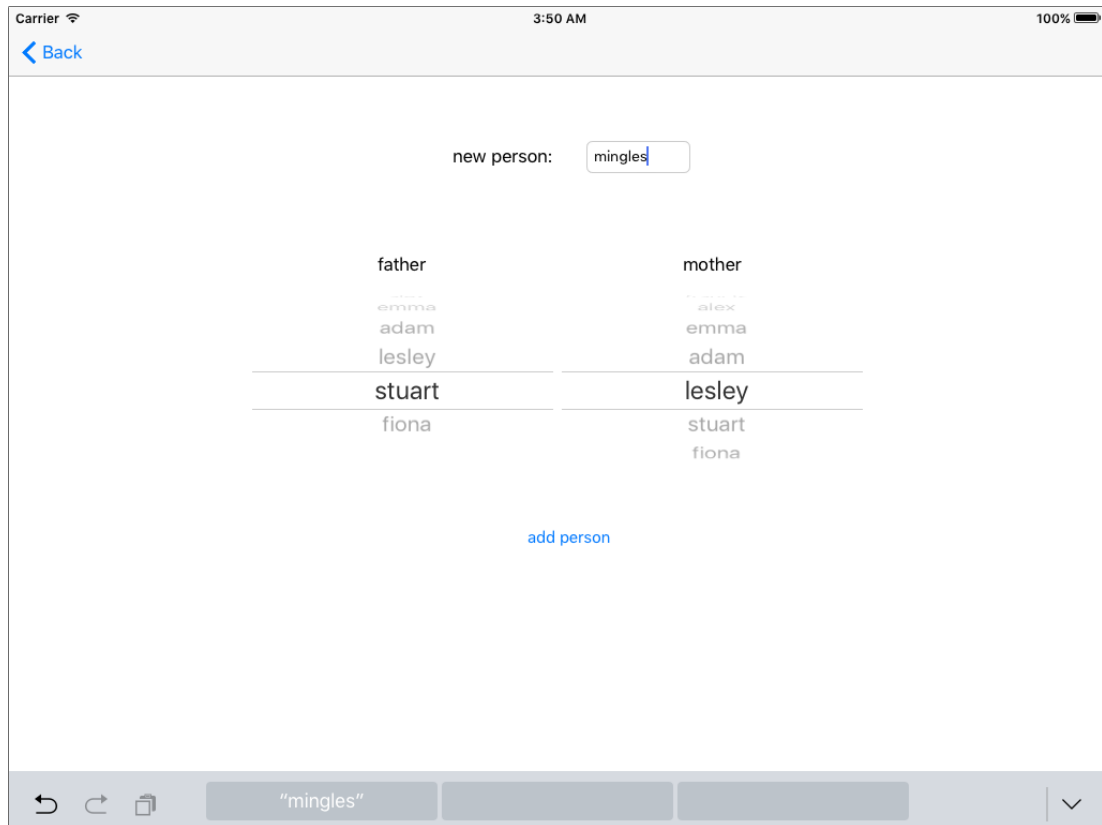 Carrier 3:50 AM 100%
Back
new person: mingles
father mother
emma alex
adam emma
lesley adam
stuart lesley
fiona stuart
fiona
add person
“mingles”